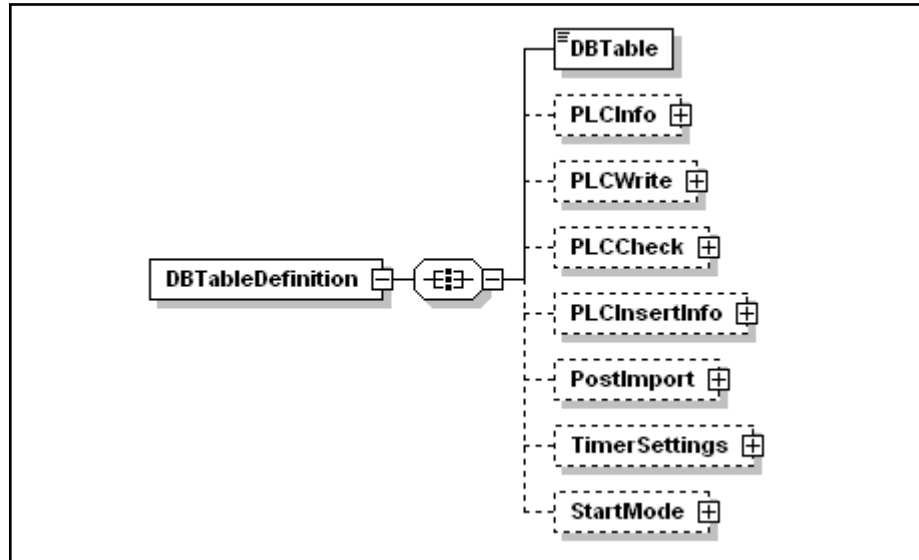 DBTable
PLCInfo
PLCWrite
PLCCheck
DBTableDefinition
PLCInsertInfo
PostImport
TimerSettings
StartMode